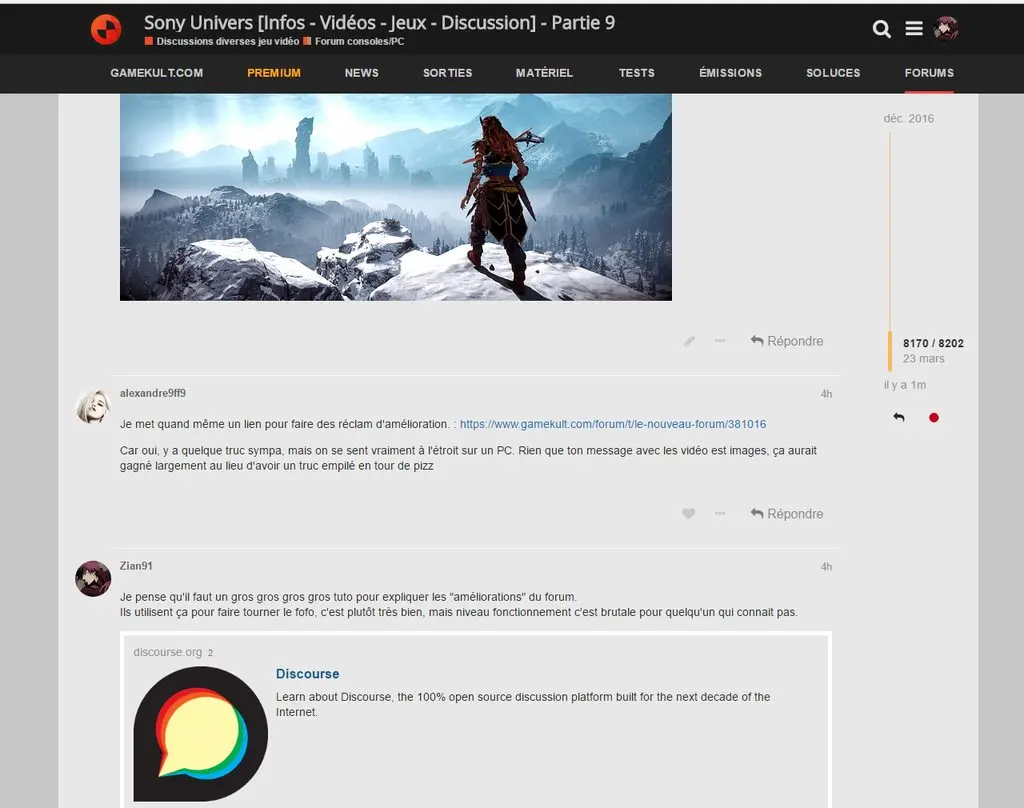 Sony Univers [Infos - Vidéos - Jeux - Discussion] - Partie 9
Discussions diverses jeu vidéo Forum consoles/PC
GAMEKULT.COM PREMIUM NEWS SORTIES MATÉRIEL TESTS ÉMISSIONS SOLUCES FORUMS
déc. 2016
8170 / 8202
23 mars
il y a 1m
Répondre
alexandre9ff9 4h
Je met quand même un lien pour faire des réclam d'amélioration. : https://www.gamekult.com/forum/t/le-nouveau-forum/381016
Car oui, y a quelque truc sympa, mais on se sent vraiment à l'étroit sur un PC. Rien que ton message avec les vidéo est images, ça aurait
gagné largement au lieu d'avoir un truc empilé en tour de pizz
Répondre
Zian91 4h
Je pense qu'il faut un gros gros gros gros tuto pour expliquer les "améliorations" du forum.
Ils utilisent ça pour faire tourner le fofo, c'est plutôt très bien, mais niveau fonctionnement c'est brutale pour quelqu'un qui connait pas.
discourse.org 2
Discourse
Learn about Discourse, the 100% open source discussion platform built for the next decade of the
Internet.